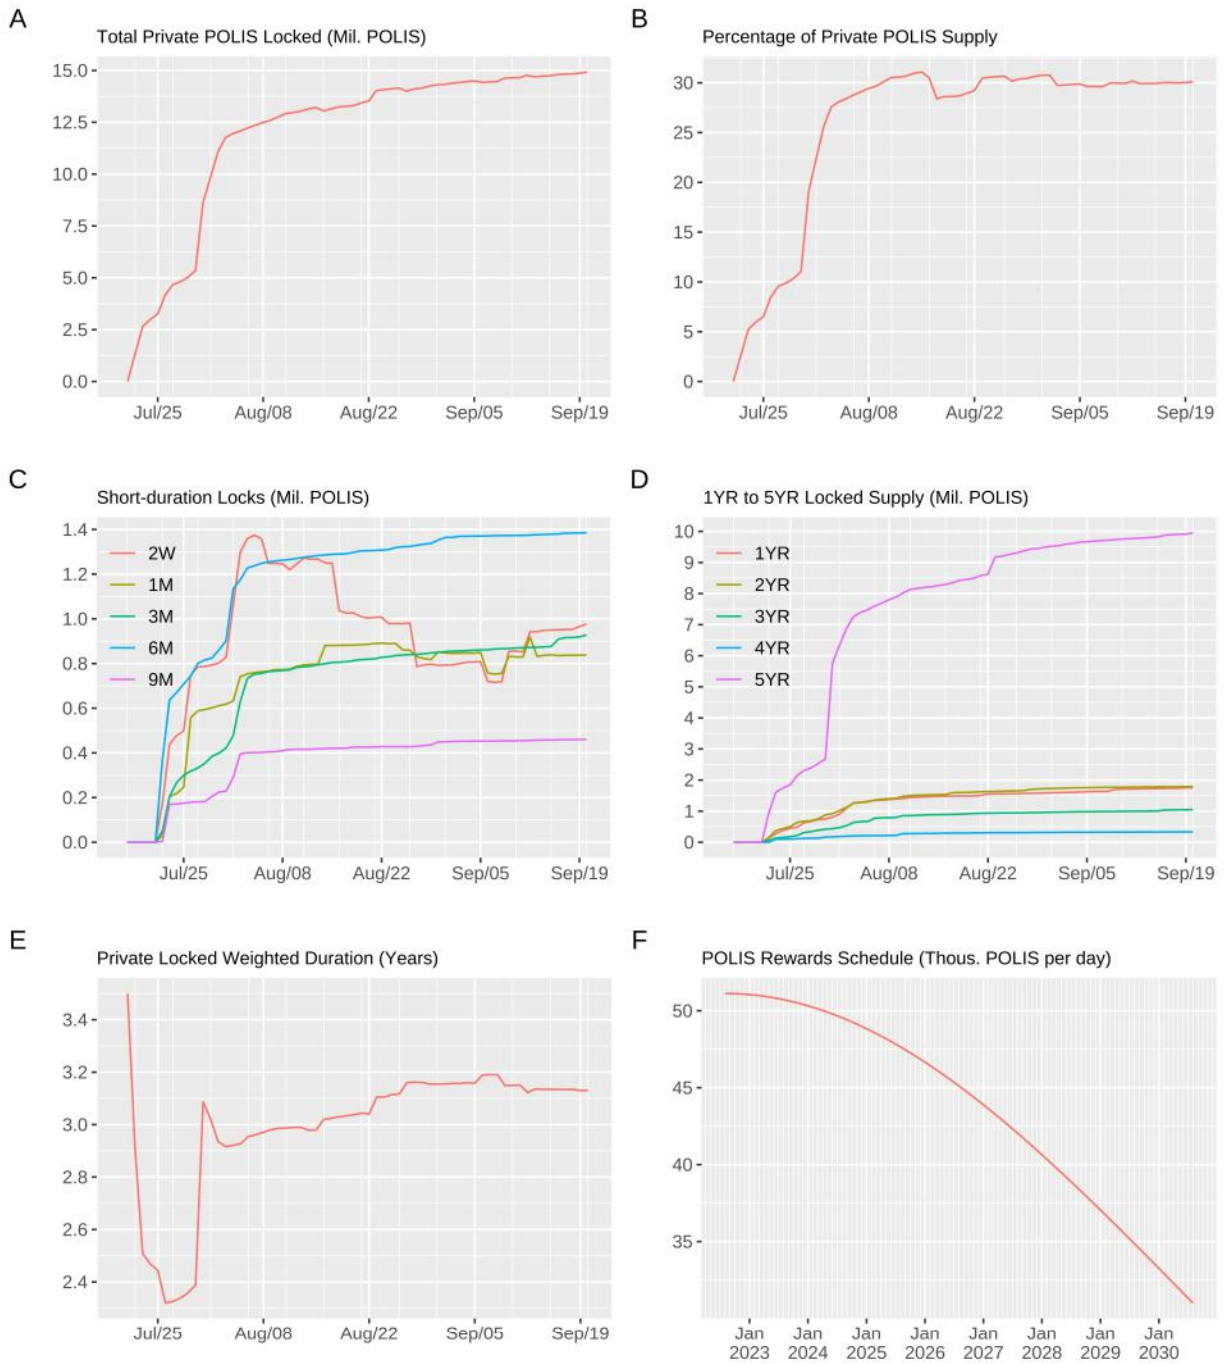 A
Total Private POLIS Locked (Mil. POLIS)
15.0
12.5
10.0
7.5
5.0
2.5
0.0
Jul/25 Aug/08 Aug/22 Sep/05 Sep/19
B
Percentage of Private POLIS Supply
30
25
20
15
10
5
0
Jul/25 Aug/08 Aug/22 Sep/05 Sep/19
C
Short-duration Locks (Mil. POLIS)
1.4
1.2
1.0
0.8
0.6
0.4
0.2
0.0
2W
1M
3M
6M
9M
Jul/25 Aug/08 Aug/22 Sep/05 Sep/19
D
1YR to 5YR Locked Supply (Mil. POLIS)
10
9
8
7
6
5
4
3
2
1
0
1YR
2YR
3YR
4YR
5YR
Jul/25 Aug/08 Aug/22 Sep/05 Sep/19
E
Private Locked Weighted Duration (Years)
3.4
3.2
3.0
2.8
2.6
2.4
Jul/25 Aug/08 Aug/22 Sep/05 Sep/19
F
POLIS Rewards Schedule (Thous. POLIS per day)
50
45
40
35
Jan Jan Jan Jan Jan Jan Jan Jan
2023 2024 2025 2026 2027 2028 2029 2030